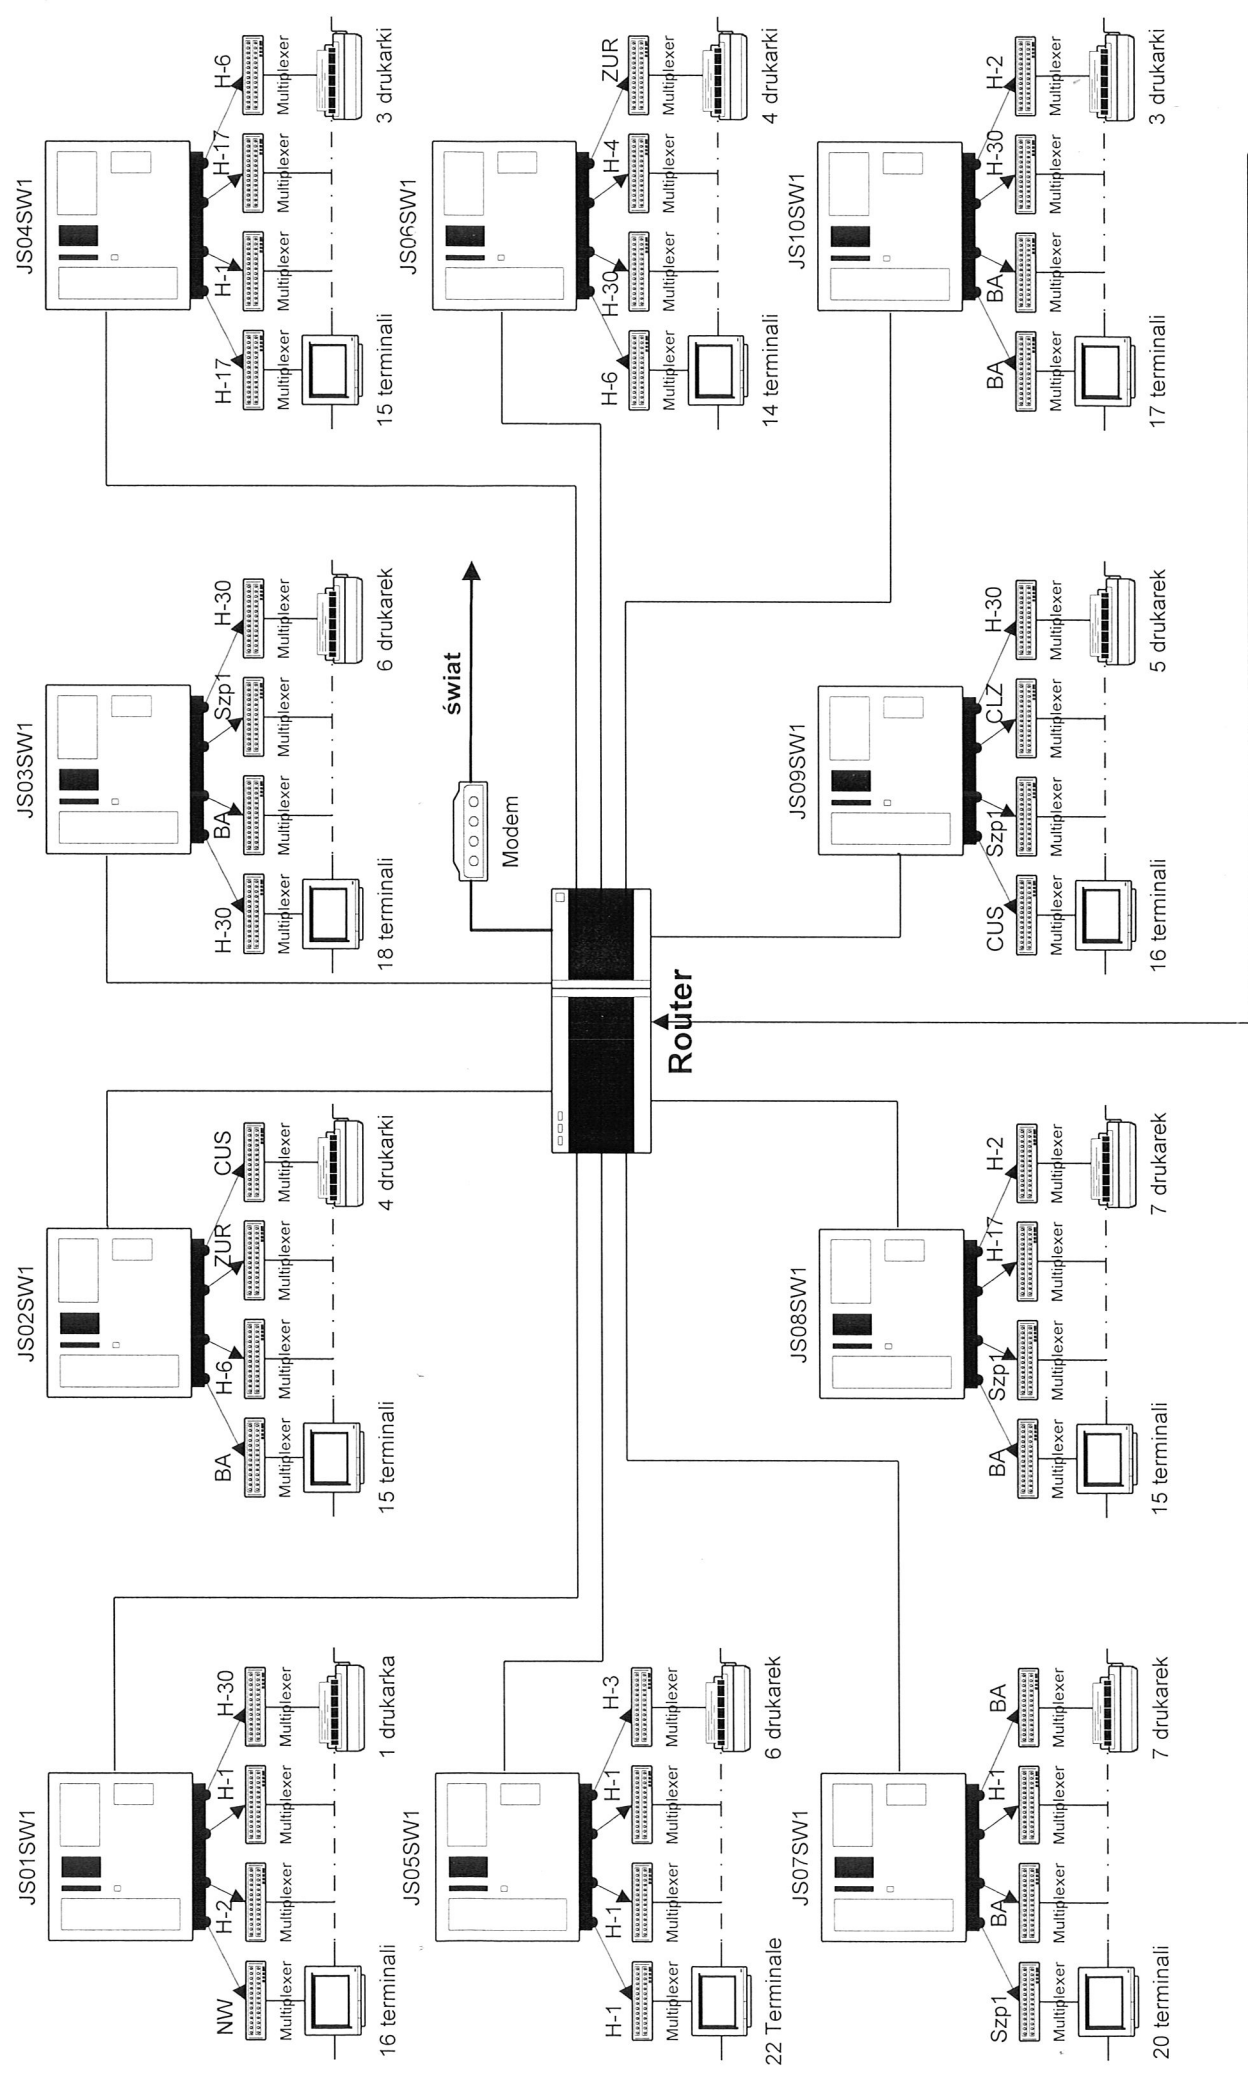 JS01SW1
NW
H-2
H-1
H-30
Multiplexer
Multiplexer
Multiplexer
Multiplexer
16 terminali
1 drukarka
JS02SW1
BA
H-6
ZUR
CUS
Multiplexer
Multiplexer
Multiplexer
Multiplexer
15 terminali
4 drukarki
JS03SW1
H-30
BA
Szp1
H-30
Multiplexer
Multiplexer
Multiplexer
Multiplexer
18 terminali
6 drukarek
JS04SW1
H-17
H-1
H-17
H-6
Multiplexer
Multiplexer
Multiplexer
Multiplexer
15 terminali
3 drukarki
JS05SW1
H-1
H-1
H-1
H-3
Multiplexer
Multiplexer
Multiplexer
Multiplexer
22 Terminale
6 drukarek
świat
Modem
Router
JS06SW1
H-6
H-30
H-4
ZUR
Multiplexer
Multiplexer
Multiplexer
Multiplexer
14 terminali
4 drukarki
JS07SW1
Szp1
BA
H-1
BA
Multiplexer
Multiplexer
Multiplexer
Multiplexer
20 terminali
7 drukarek
JS08SW1
BA
Szp1
H-17
H-2
Multiplexer
Multiplexer
Multiplexer
Multiplexer
15 terminali
7 drukarek
JS09SW1
CUS
Szp1
CLZ
H-30
Multiplexer
Multiplexer
Multiplexer
Multiplexer
16 terminali
5 drukarek
JS10SW1
BA
BA
H-30
H-2
Multiplexer
Multiplexer
Multiplexer
Multiplexer
17 terminali
3 drukarki